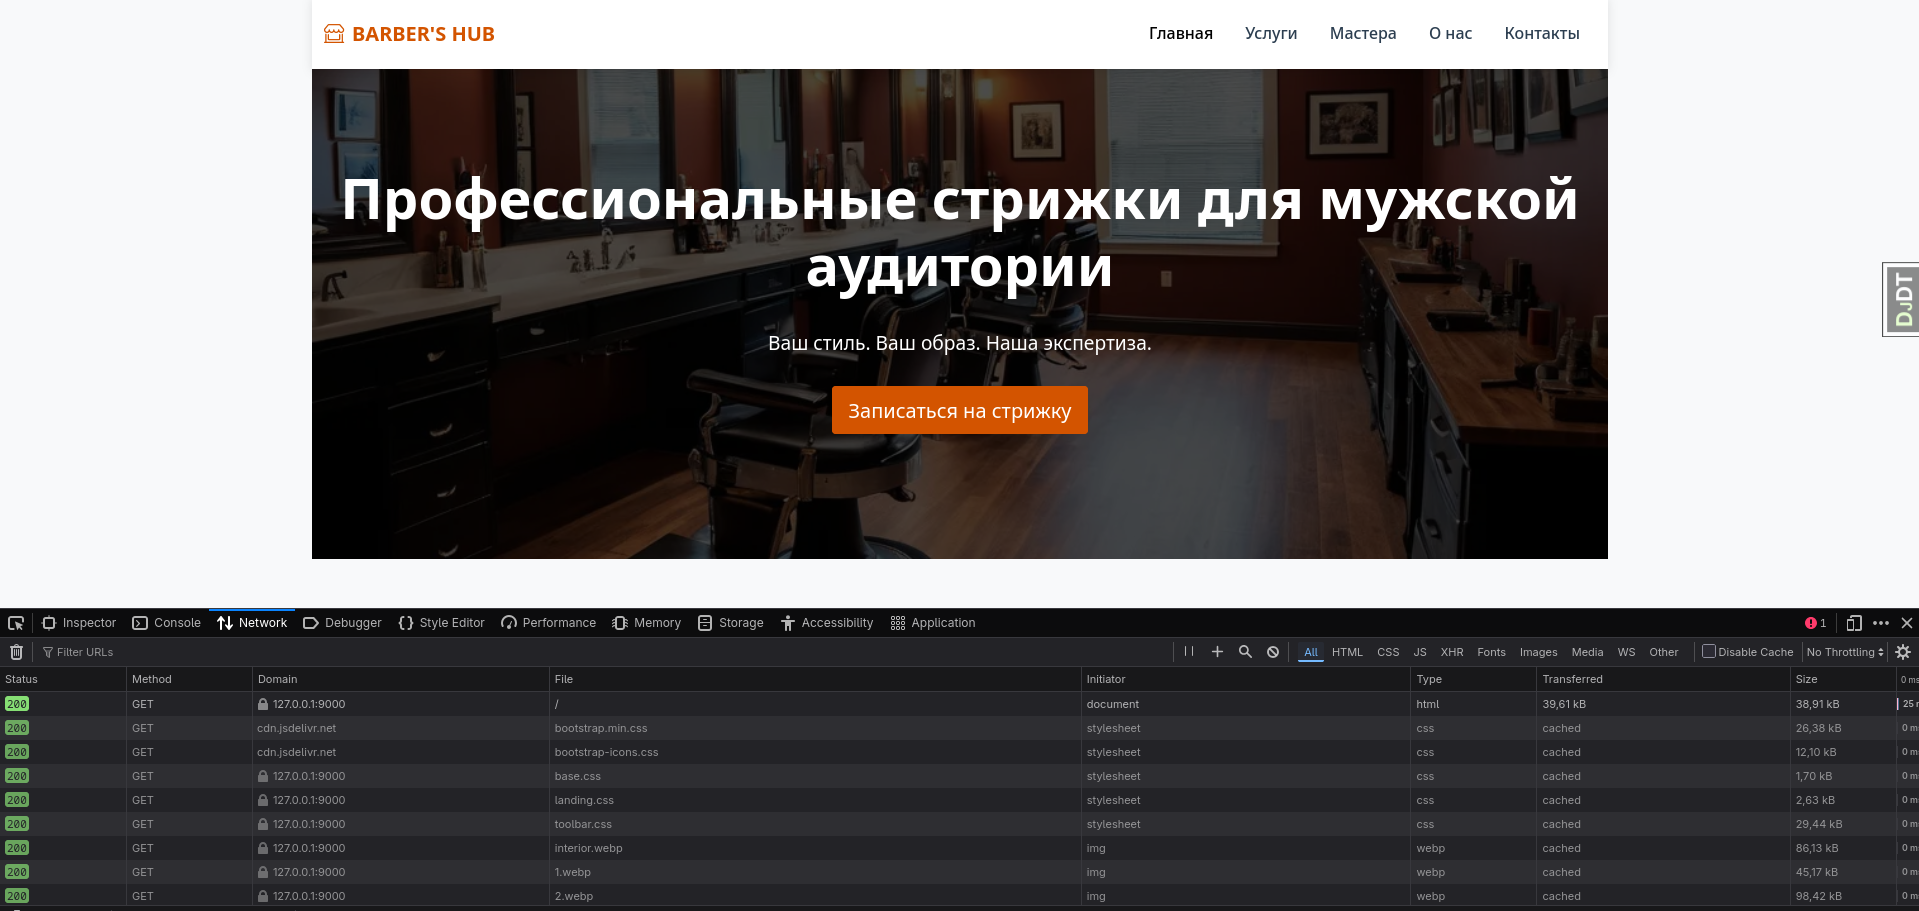 BARBER'S HUB
Главная Услуги Мастера О нас Контакты
Профессиональные стрижки для мужской
аудитории
Ваш стиль. Ваш образ. Наша экспертиза.
Записаться на стрижку
DJDT
Inspector Console Network Debugger Style Editor Performance Memory Storage Accessibility Application 1
Filter URLs All HTML CSS JS XHR Fonts Images Media WS Other Disable Cache No Throttling
Status Method Domain File Initiator Type Transferred Size 0 ms
200 GET 127.0.0.1:9000 / document html 39,61 kB 38,91 kB 25
200 GET cdn.jsdelivr.net bootstrap.min.css stylesheet css cached 26,38 kB 0 m
200 GET cdn.jsdelivr.net bootstrap-icons.css stylesheet css cached 12,10 kB 0 m
200 GET 127.0.0.1:9000 base.css stylesheet css cached 1,70 kB 0 m
200 GET 127.0.0.1:9000 landing.css stylesheet css cached 2,63 kB 0 m
200 GET 127.0.0.1:9000 toolbar.css stylesheet css cached 29,44 kB 0 m
200 GET 127.0.0.1:9000 interior.webp img webp cached 86,13 kB 0 m
200 GET 127.0.0.1:9000 1.webp img webp cached 45,17 kB 0 m
200 GET 127.0.0.1:9000 2.webp img webp cached 98,42 kB 0 m